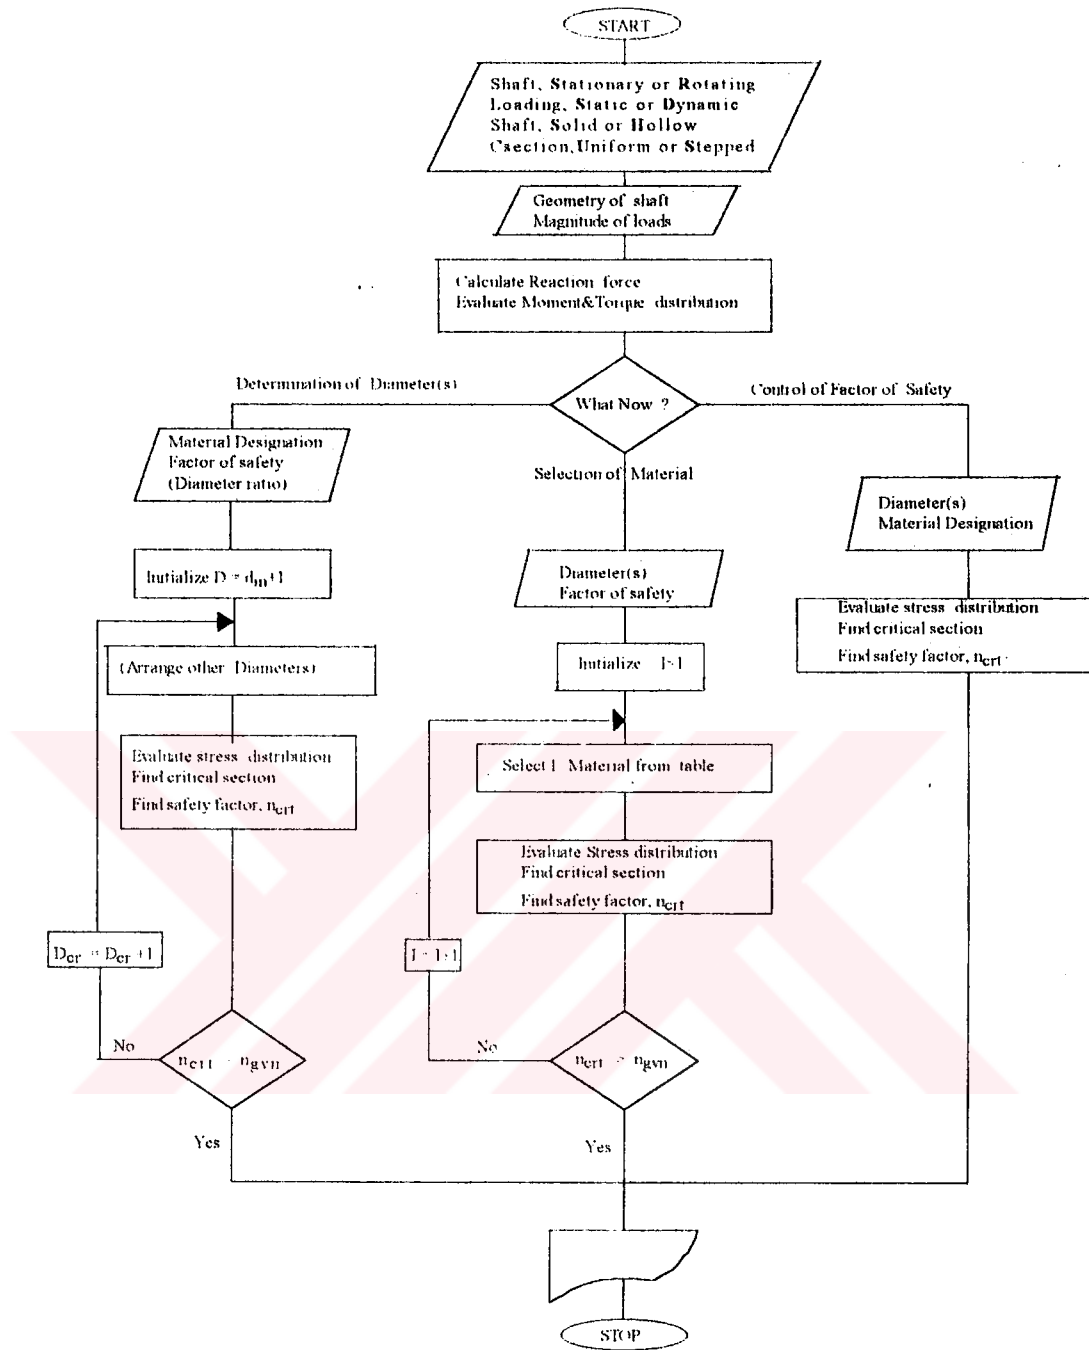 START
Shaft, Stationary or Rotating
Loading, Static or Dynamic
Shaft, Solid or Hollow
Csection,Uniform or Stepped
Geometry of shaft
Magnitude of loads
Calculate Reaction force
Evaluate Moment&Torque distribution
What Now ?
Determination of Diameter(s)
Material Designation
Factor of safety
(Diameter ratio)
Initialize D = dm+1
(Arrange other Diameters)
Evaluate stress distribution
Find critical section
Find safety factor, ncrt
Dcr = Dcr +1
No
ncrt ngvn
Yes
Selection of Material
Diameter(s)
Factor of safety
Initialize I=1
Select I Material from table
Evaluate Stress distribution
Find critical section
Find safety factor, ncrt
I = I+1
No
ncrt ngvn
Yes
Control of Factor of Safety
Diameter(s)
Material Designation
Evaluate stress distribution
Find critical section
Find safety factor, ncrt
STOP